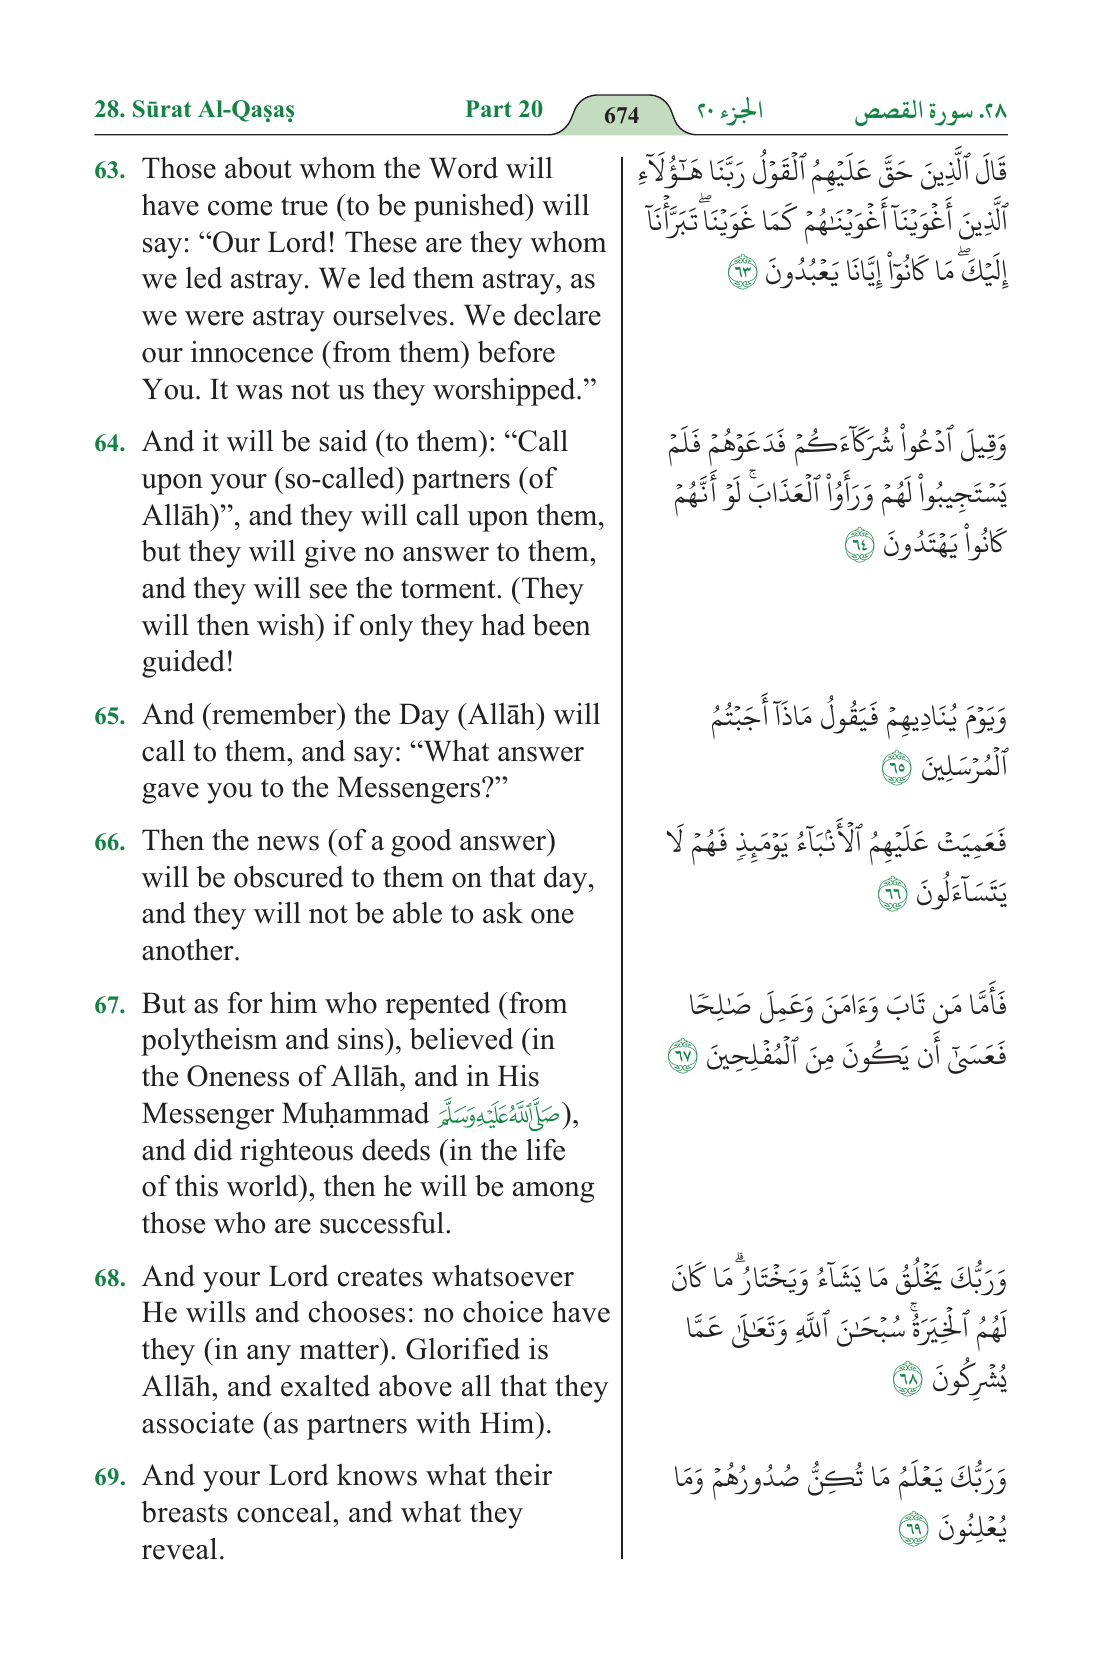 28. Sūrat Al-Qaṣaṣ Part 20 674 الجزء ٢٠ ٢٨. سورة القصص
63. Those about whom the Word will
have come true (to be punished) will
say: “Our Lord! These are they whom
we led astray. We led them astray, as
we were astray ourselves. We declare
our innocence (from them) before
You. It was not us they worshipped.”
قَالَ ٱلَّذِينَ حَقَّ عَلَيْهِمُ ٱلْقَوْلُ رَبَّنَا هَـٰٓؤُلَآءِ
ٱلَّذِينَ أَغْوَيْنَآ أَغْوَيْنَـٰهُمْ كَمَا غَوَيْنَا ۖ تَبَرَّأْنَآ
إِلَيْكَ ۖ مَا كَانُوٓا۟ إِيَّانَا يَعْبُدُونَ ٦٣
64. And it will be said (to them): “Call
upon your (so-called) partners (of
Allāh)”, and they will call upon them,
but they will give no answer to them,
and they will see the torment. (They
will then wish) if only they had been
guided!
وَقِيلَ ٱدْعُوا۟ شُرَكَآءَكُمْ فَدَعَوْهُمْ فَلَمْ
يَسْتَجِيبُوا۟ لَهُمْ وَرَأَوُا۟ ٱلْعَذَابَ ۚ لَوْ أَنَّهُمْ
كَانُوا۟ يَهْتَدُونَ ٦٤
65. And (remember) the Day (Allāh) will
call to them, and say: “What answer
gave you to the Messengers?”
وَيَوْمَ يُنَادِيهِمْ فَيَقُولُ مَاذَآ أَجَبْتُمُ
ٱلْمُرْسَلِينَ ٦٥
66. Then the news (of a good answer)
will be obscured to them on that day,
and they will not be able to ask one
another.
فَعَمِيَتْ عَلَيْهِمُ ٱلْأَنۢبَآءُ يَوْمَئِذٍ فَهُمْ لَا
يَتَسَآءَلُونَ ٦٦
67. But as for him who repented (from
polytheism and sins), believed (in
the Oneness of Allāh, and in His
Messenger Muḥammad صَلَّى ٱللَّهُ عَلَيْهِ وَسَلَّمَ),
and did righteous deeds (in the life
of this world), then he will be among
those who are successful.
فَأَمَّا مَن تَابَ وَءَامَنَ وَعَمِلَ صَـٰلِحًا
فَعَسَىٰٓ أَن يَكُونَ مِنَ ٱلْمُفْلِحِينَ ٦٧
68. And your Lord creates whatsoever
He wills and chooses: no choice have
they (in any matter). Glorified is
Allāh, and exalted above all that they
associate (as partners with Him).
وَرَبُّكَ يَخْلُقُ مَا يَشَآءُ وَيَخْتَارُ ۗ مَا كَانَ
لَهُمُ ٱلْخِيَرَةُ ۚ سُبْحَـٰنَ ٱللَّهِ وَتَعَـٰلَىٰ عَمَّا
يُشْرِكُونَ ٦٨
69. And your Lord knows what their
breasts conceal, and what they
reveal.
وَرَبُّكَ يَعْلَمُ مَا تُكِنُّ صُدُورُهُمْ وَمَا
يُعْلِنُونَ ٦٩